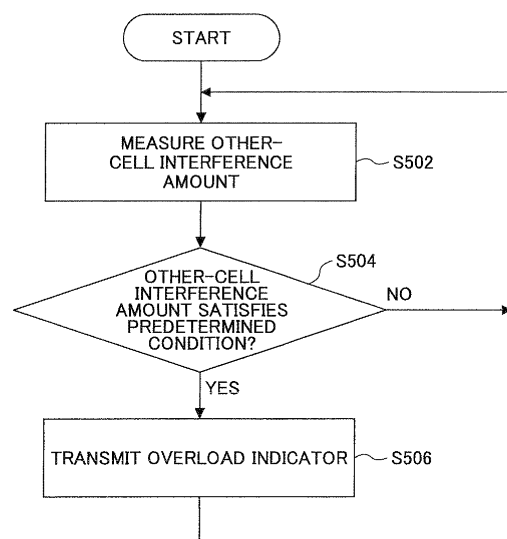 START
MEASURE OTHER-
CELL INTERFERENCE
AMOUNT
S502
S504
OTHER-CELL
INTERFERENCE
AMOUNT SATISFIES
PREDETERMINED
CONDITION?
NO
YES
TRANSMIT OVERLOAD INDICATOR
S506